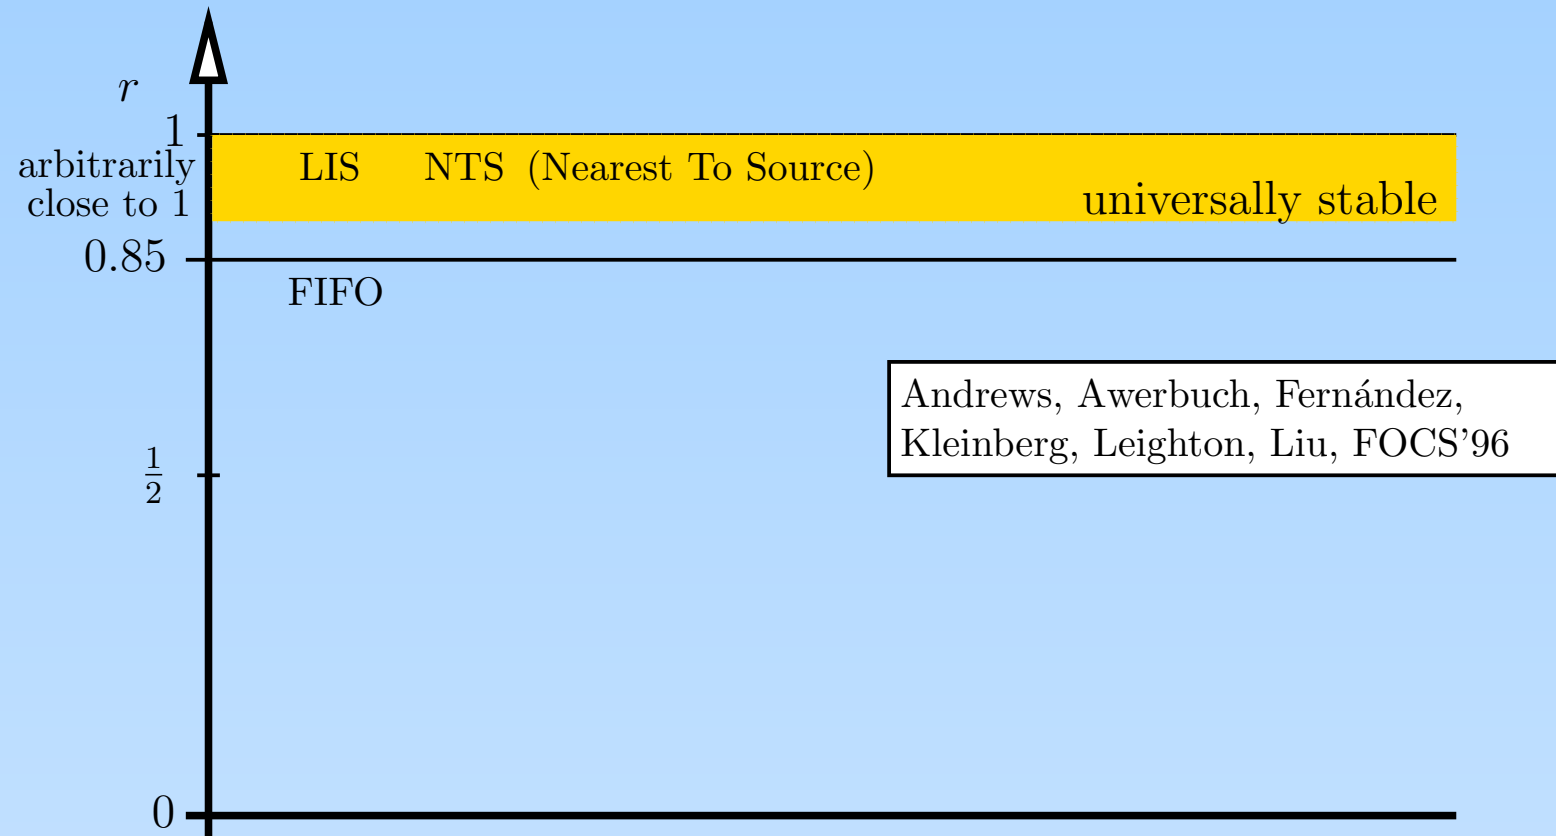 r
1
arbitrarily
close to 1
LIS NTS (Nearest To Source)
universally stable
0.85
FIFO
Andrews, Awerbuch, Fernández,
Kleinberg, Leighton, Liu, FOCS'96
1
2
0